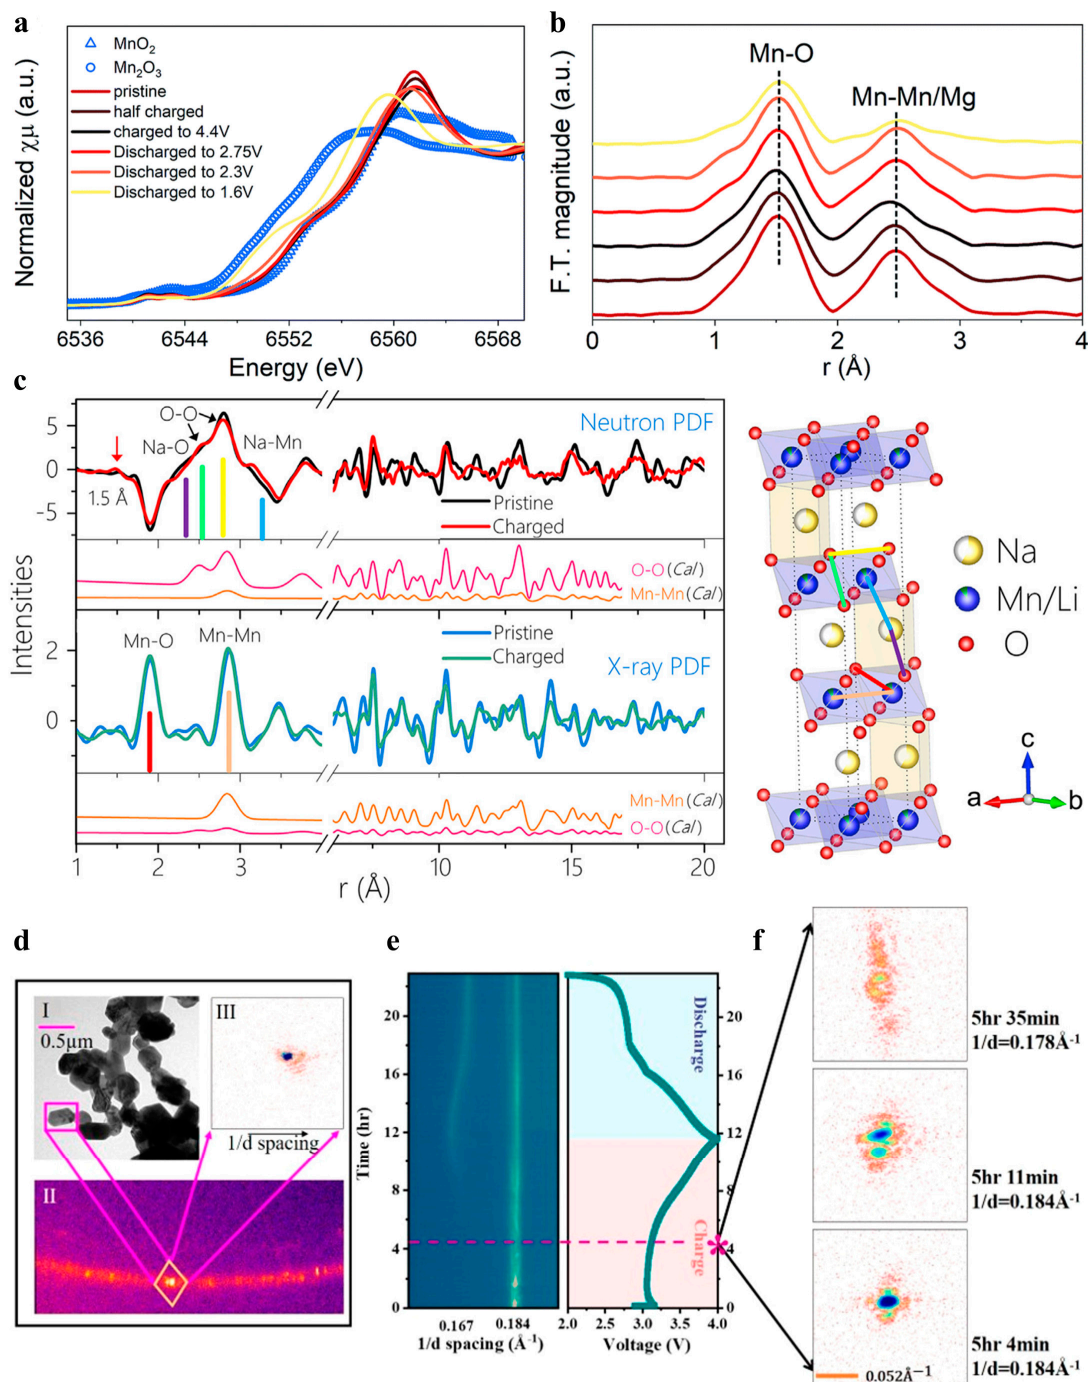 a
MnO2
Mn2O3
pristine
half charged
charged to 4.4V
Discharged to 2.75V
Discharged to 2.3V
Discharged to 1.6V
Normalized χμ (a.u.)
6536 6544 6552 6560 6568
Energy (eV)
b
Mn-O
Mn-Mn/Mg
F.T. magnitude (a.u.)
0 1 2 3 4
r (Å)
c
Intensities
5
0
-5
O-O
Na-O
Na-Mn
1.5 Å
Neutron PDF
Pristine
Charged
O-O (Cal)
Mn-Mn (Cal)
2
0
Mn-O
Mn-Mn
Pristine
Charged
X-ray PDF
Mn-Mn (Cal)
O-O (Cal)
1 2 3 10 15 20
r (Å)
Na
Mn/Li
O
c
a
b
d
I
0.5μm
III
1/d spacing
II
e
Time (hr)
20
16
12
8
4
0
0.167 0.184
1/d spacing (Å-1)
Discharge
Charge
20
16
12
8
4
0
2.0 3.0 4.0
Voltage (V)
f
5hr 35min
1/d=0.178Å-1
5hr 11min
1/d=0.184Å-1
5hr 4min
1/d=0.184Å-1
0.052Å−1